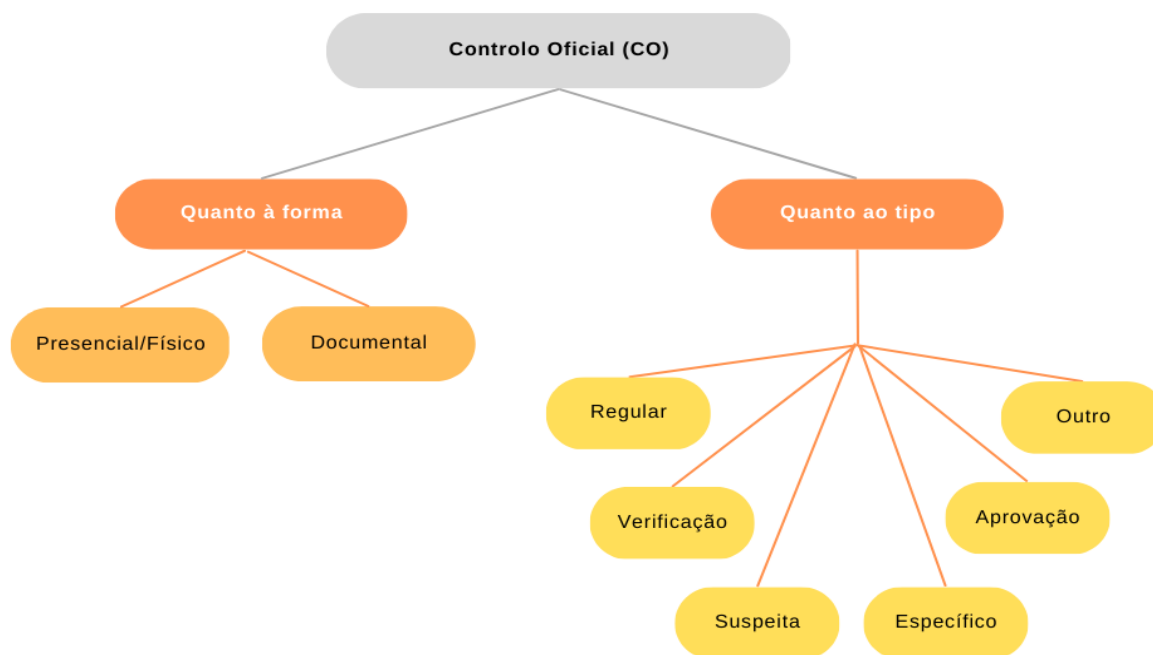 Controlo Oficial (CO)
Quanto à forma
Quanto ao tipo
Presencial/Físico
Documental
Regular
Outro
Verificação
Aprovação
Suspeita
Específico